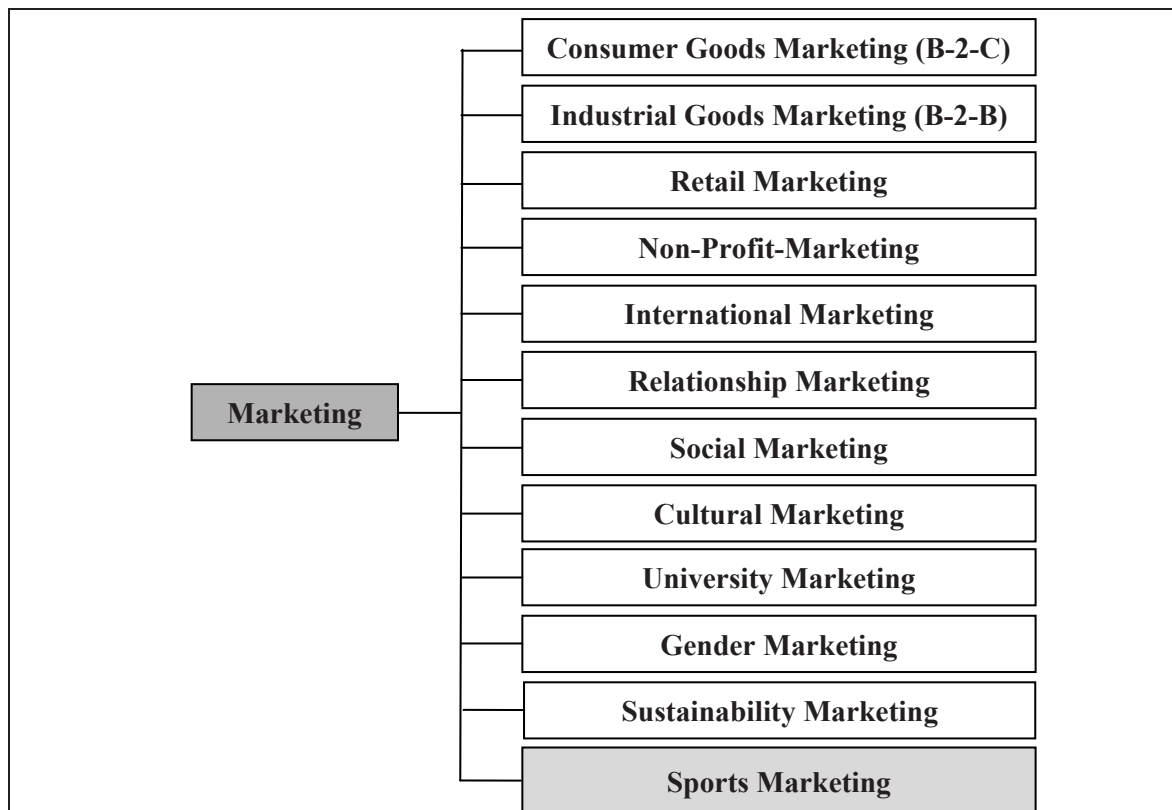 Consumer Goods Marketing (B-2-C)
Industrial Goods Marketing (B-2-B)
Retail Marketing
Non-Profit-Marketing
International Marketing
Relationship Marketing
Marketing
Social Marketing
Cultural Marketing
University Marketing
Gender Marketing
Sustainability Marketing
Sports Marketing